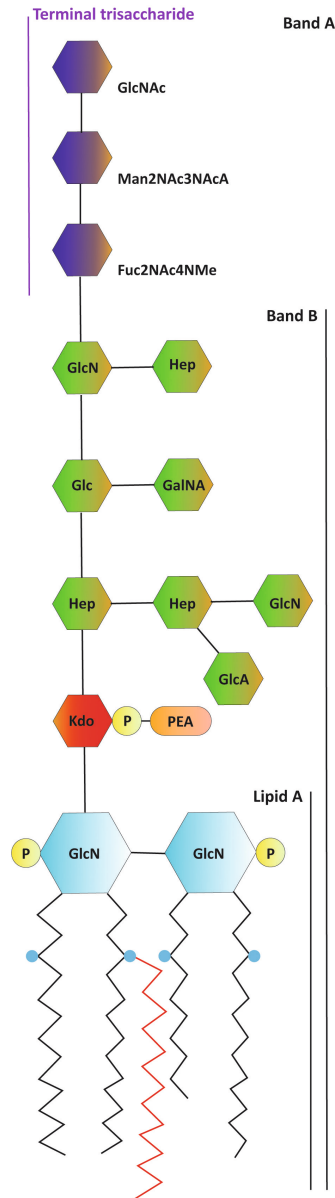 Terminal trisaccharide
Band A
GlcNAc
Man2NAc3NAcA
Fuc2NAc4NMe
Band B
GlcN
Hep
Glc
GalNA
Hep
Hep
GlcN
GlcA
Kdo
P
PEA
Lipid A
P
GlcN
GlcN
P